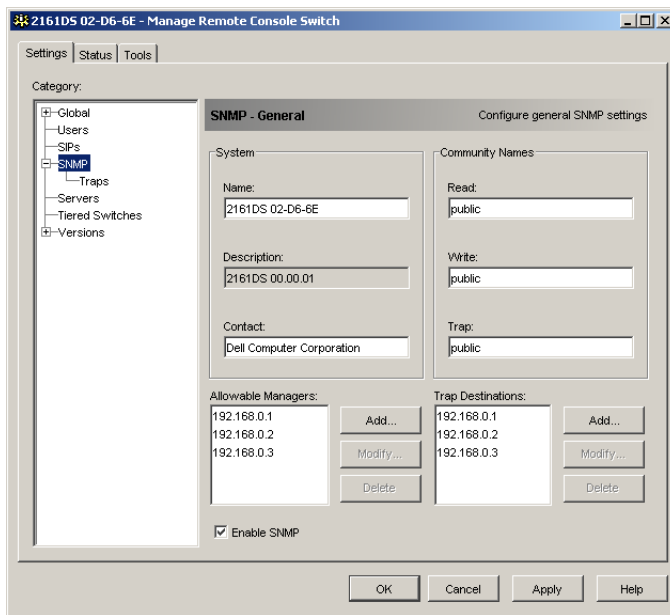 2161DS 02-D6-6E - Manage Remote Console Switch
Settings
Status
Tools
Category:
Global
Users
SIPs
SNMP
Traps
Servers
Tiered Switches
Versions
SNMP - General
Configure general SNMP settings
System
Name:
2161DS 02-D6-6E
Description:
2161DS 00.00.01
Contact:
Dell Computer Corporation
Community Names
Read:
public
Write:
public
Trap:
public
Allowable Managers:
192.168.0.1
192.168.0.2
192.168.0.3
Add...
Modify...
Delete
Trap Destinations:
192.168.0.1
192.168.0.2
192.168.0.3
Add...
Modify...
Delete
Enable SNMP
OK
Cancel
Apply
Help